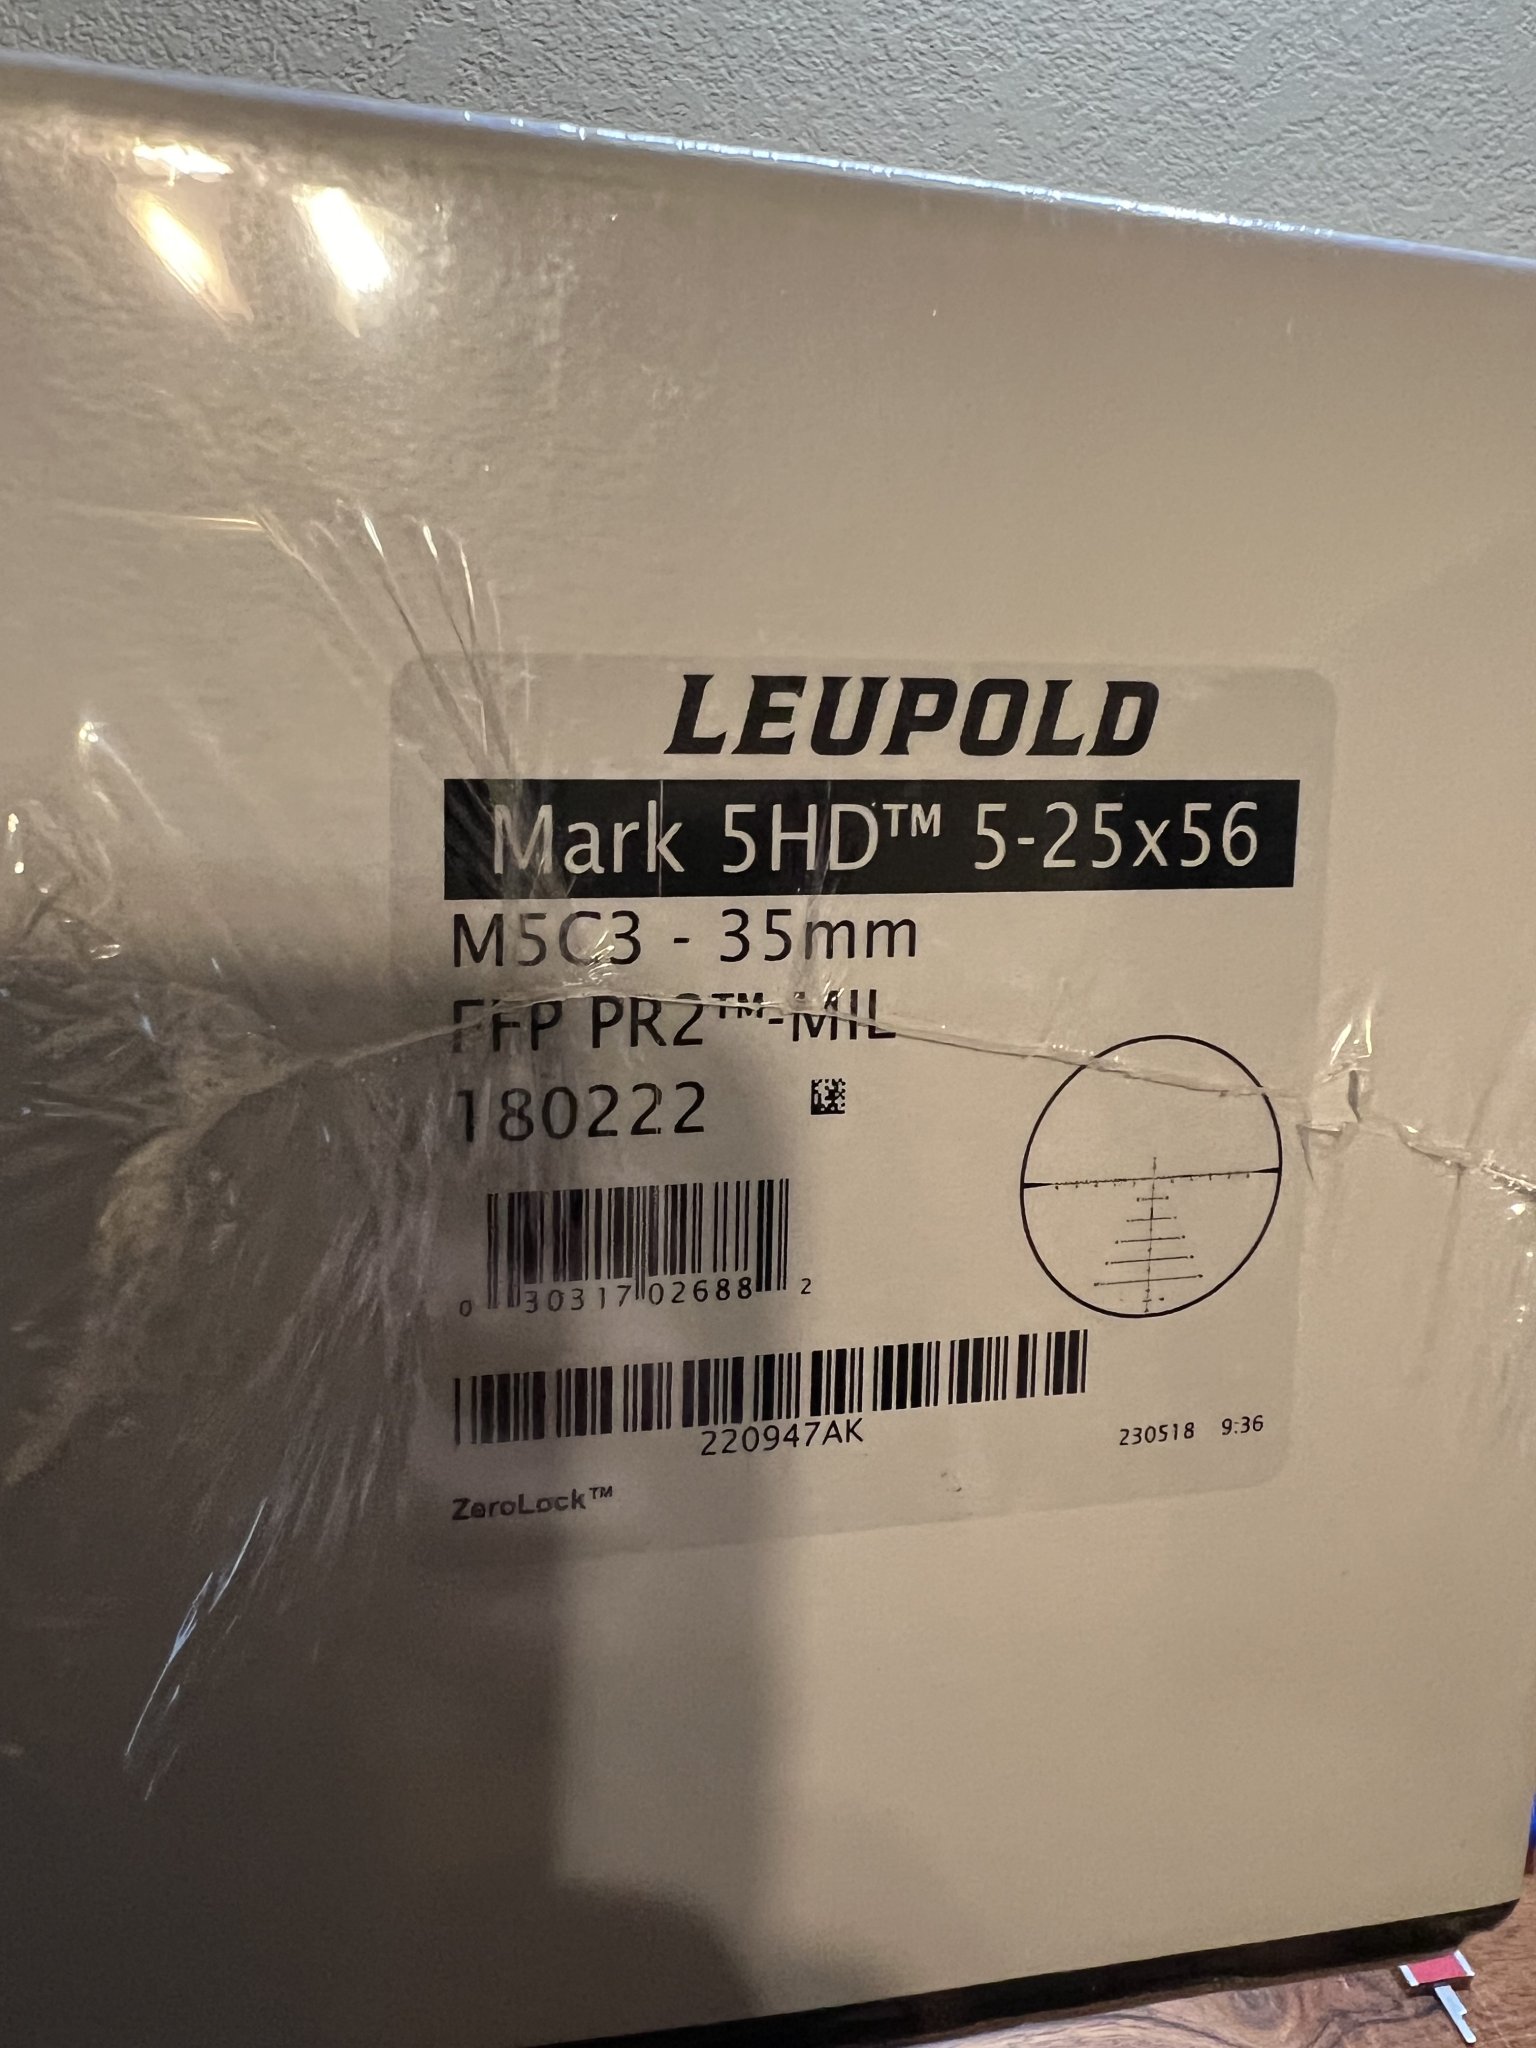 LEUPOLD
Mark 5HD™ 5-25x56
M5C3 - 35mm
FFP PR2™-MIL
180222
0 30317 02688 2
220947AK
230518 9:36
ZeroLock™